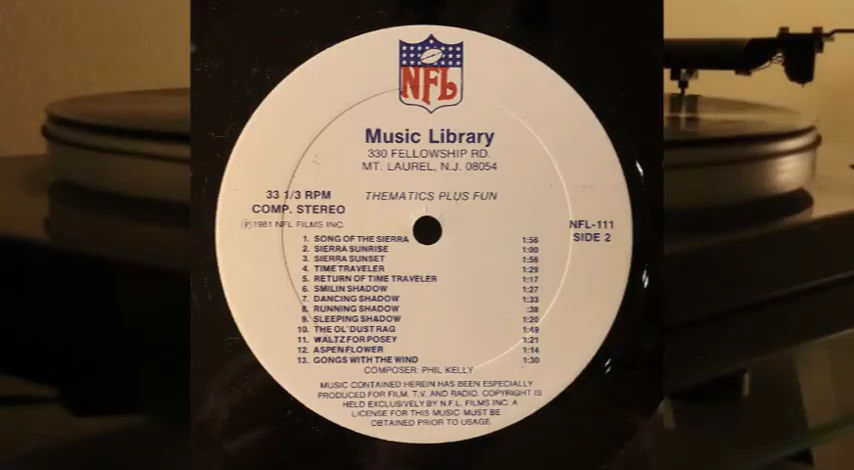 NFL
Music Library
330 FELLOWSHIP RD.
MT. LAUREL, N.J. 08054
33 1/3 RPM
COMP. STEREO
Ⓟ1981 NFL FILMS INC.
THEMATICS PLUS FUN
NFL-111
SIDE 2
1. SONG OF THE SIERRA 1:56
2. SIERRA SUNRISE 1:00
3. SIERRA SUNSET 1:56
4. TIME TRAVELER 1:29
5. RETURN OF TIME TRAVELER 1:17
6. SMILIN SHADOW 1:27
7. DANCING SHADOW 1:33
8. RUNNING SHADOW :38
9. SLEEPING SHADOW 1:20
10. THE OL' DUST RAG 1:49
11. WALTZ FOR POSEY 1:21
12. ASPEN FLOWER 1:14
13. GONGS WITH THE WIND 1:30
COMPOSER: PHIL KELLY
MUSIC CONTAINED HEREIN HAS BEEN ESPECIALLY
PRODUCED FOR FILM, T.V. AND RADIO. COPYRIGHT IS
HELD EXCLUSIVELY BY N.F.L. FILMS INC. A
LICENSE FOR THIS MUSIC MUST BE
OBTAINED PRIOR TO USAGE.